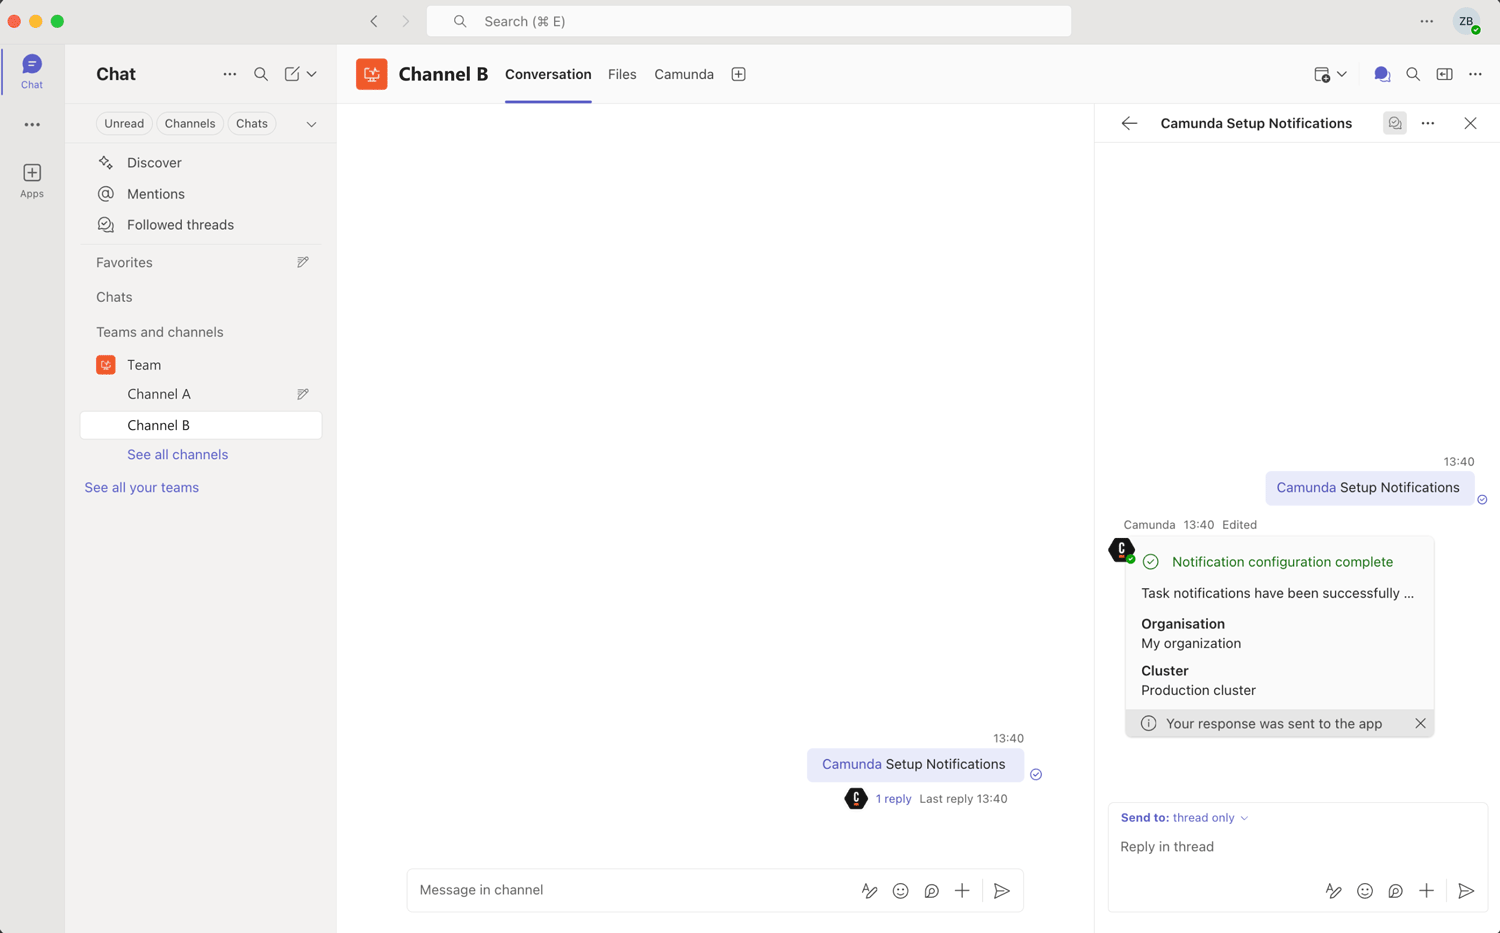 Search (⌘ E)
ZB
Chat
Apps
Chat
Unread
Channels
Chats
Discover
Mentions
Followed threads
Favorites
Chats
Teams and channels
Team
Channel A
Channel B
See all channels
See all your teams
Channel B
Conversation
Files
Camunda
13:40
Camunda Setup Notifications
1 reply Last reply 13:40
Message in channel
Camunda Setup Notifications
13:40
Camunda Setup Notifications
Camunda 13:40 Edited
Notification configuration complete
Task notifications have been successfully ...
Organisation
My organization
Cluster
Production cluster
Your response was sent to the app
Send to: thread only
Reply in thread